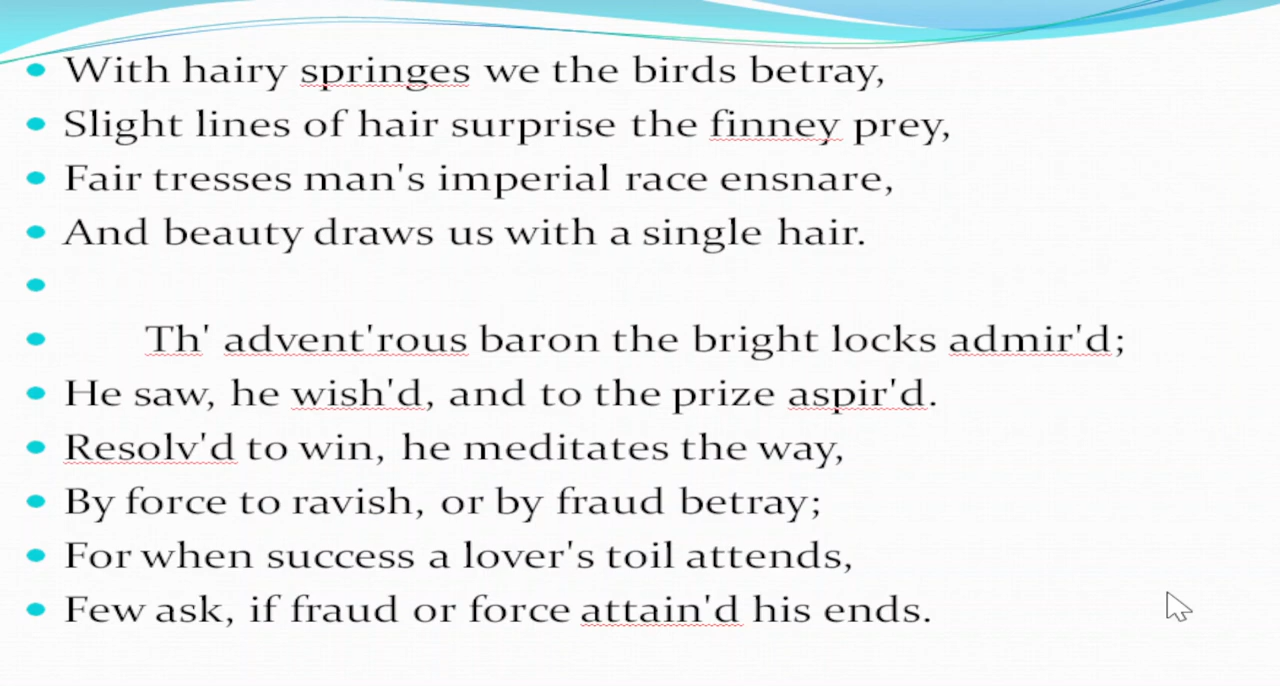 With hairy springes we the birds betray,
Slight lines of hair surprise the finney prey,
Fair tresses man's imperial race ensnare,
And beauty draws us with a single hair.
Th' advent'rous baron the bright locks admir'd;
He saw, he wish'd, and to the prize aspir'd.
Resolv'd to win, he meditates the way,
By force to ravish, or by fraud betray;
For when success a lover's toil attends,
Few ask, if fraud or force attain'd his ends.